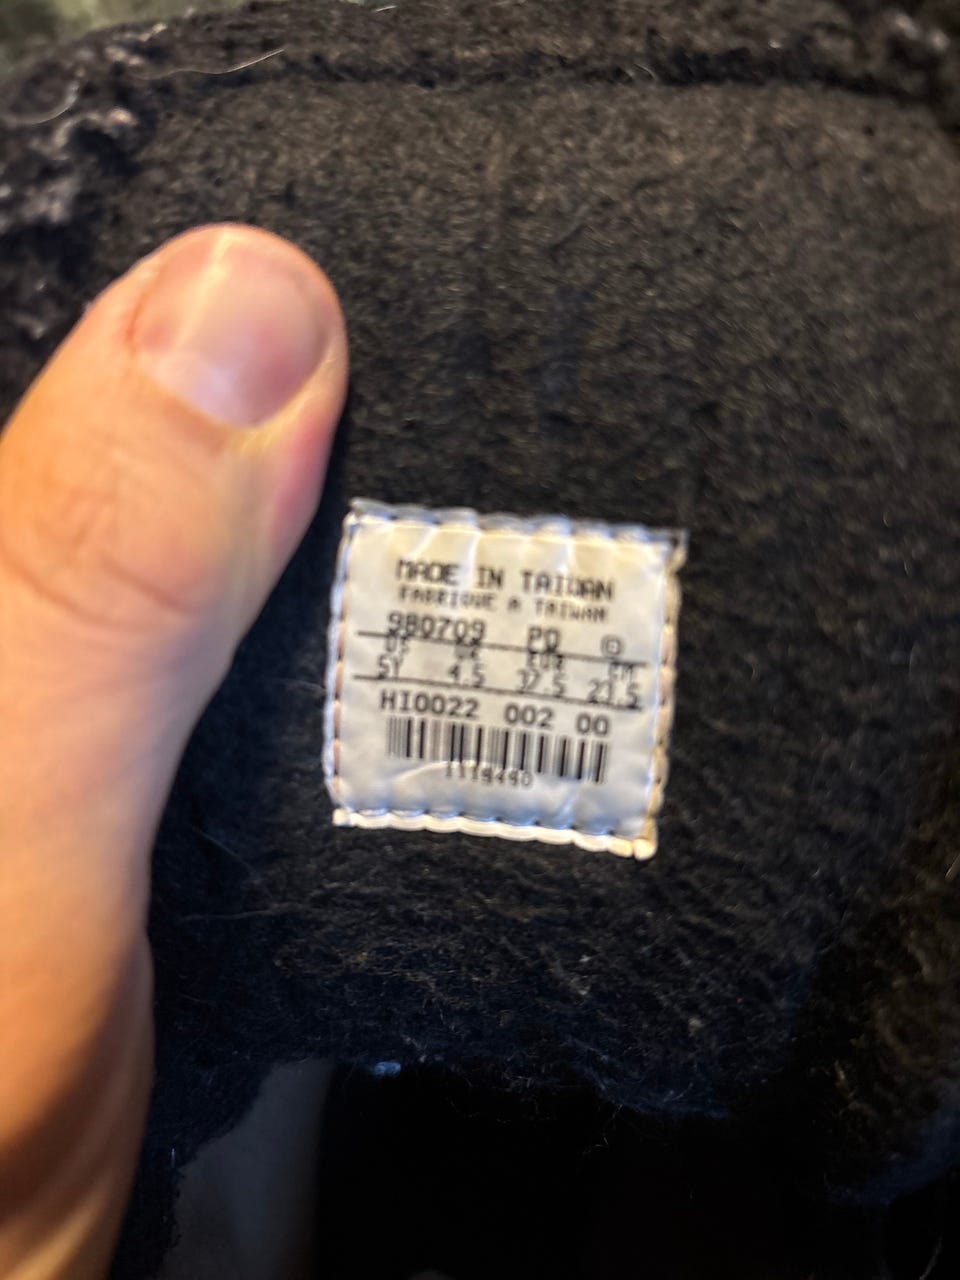 MADE IN TAIWAN
FABRIQUE A TAIWAN
980709 PO
UK EUR CM
5Y 4.5 37.5 23.5
HI0022 002 00